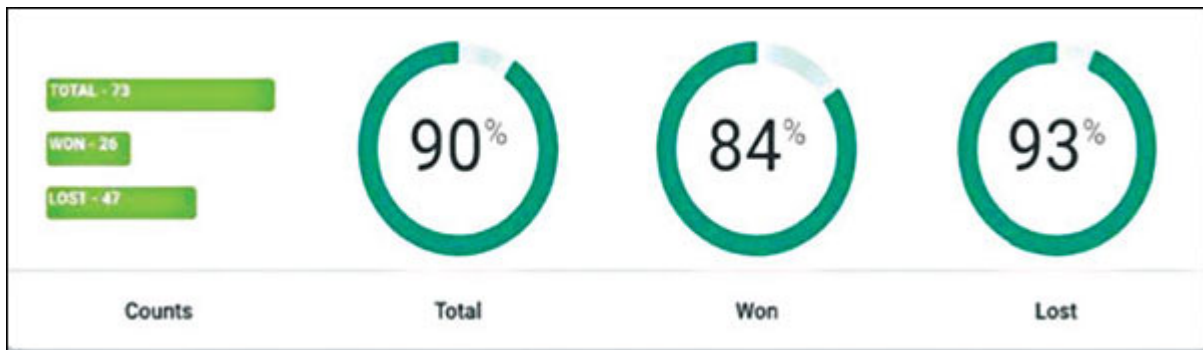 TOTAL - 73
WON - 26
LOST - 47
90%
84%
93%
Counts
Total
Won
Lost